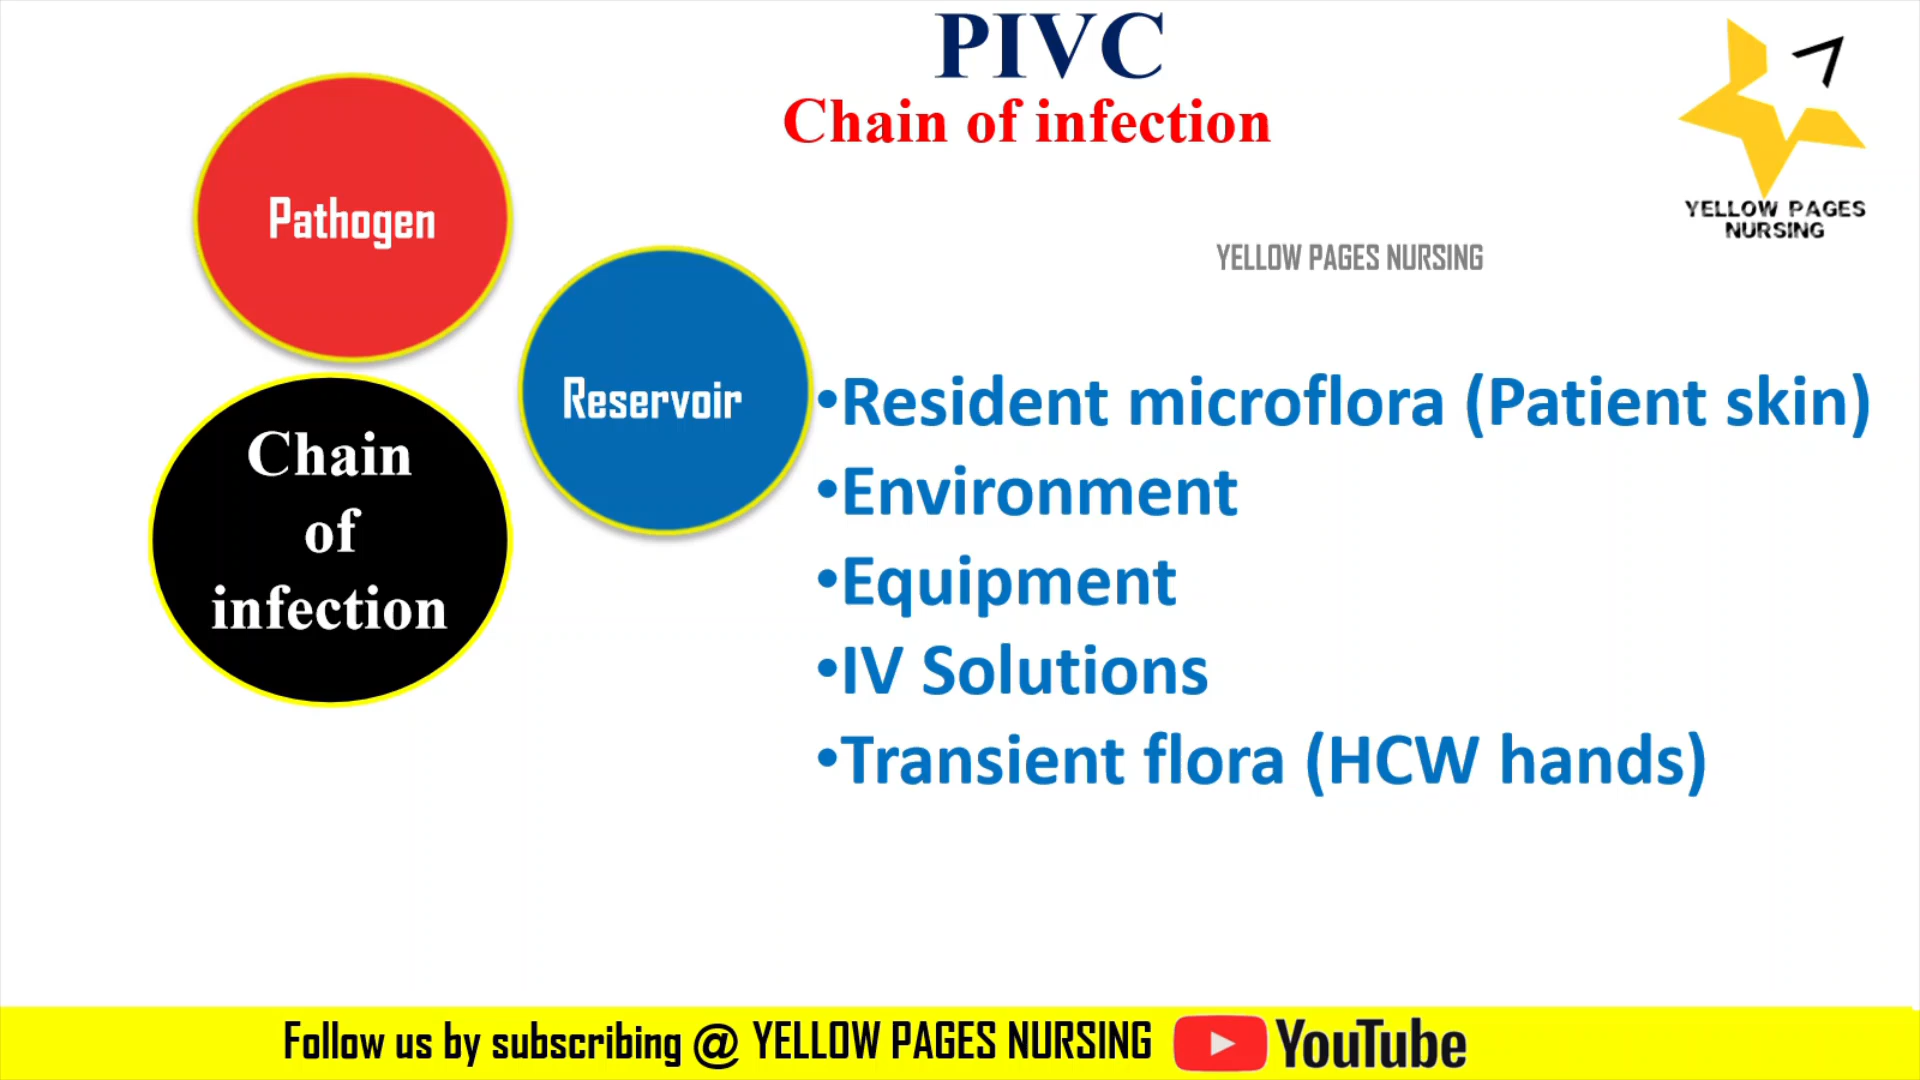 PIVC
Chain of infection
YELLOW PAGES
NURSING
YELLOW PAGES NURSING
Pathogen
Reservoir
Chain
of
infection
•Resident microflora (Patient skin)
•Environment
•Equipment
•IV Solutions
•Transient flora (HCW hands)
Follow us by subscribing @ YELLOW PAGES NURSING YouTube